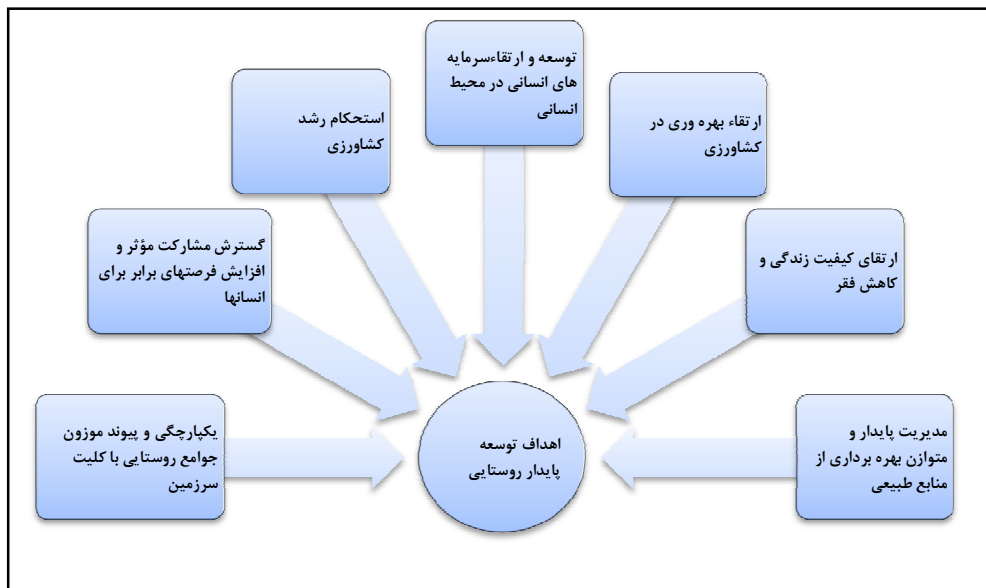 توسعه و ارتقاءسرمایه
های انسانی در محیط
انسانی
ارتقاء بهره وری در
کشاورزی
استحکام رشد
کشاورزی
ارتقای کیفیت زندگی و
کاهش فقر
گسترش مشارکت مؤثر و
افزایش فرصتهای برابر برای
انسانها
مدیریت پایدار و
متوازن بهره برداری از
منابع طبیعی
اهداف توسعه
پایدار روستایی
یکپارچگی و پیوند موزون
جوامع روستایی با کلیت
سرزمین